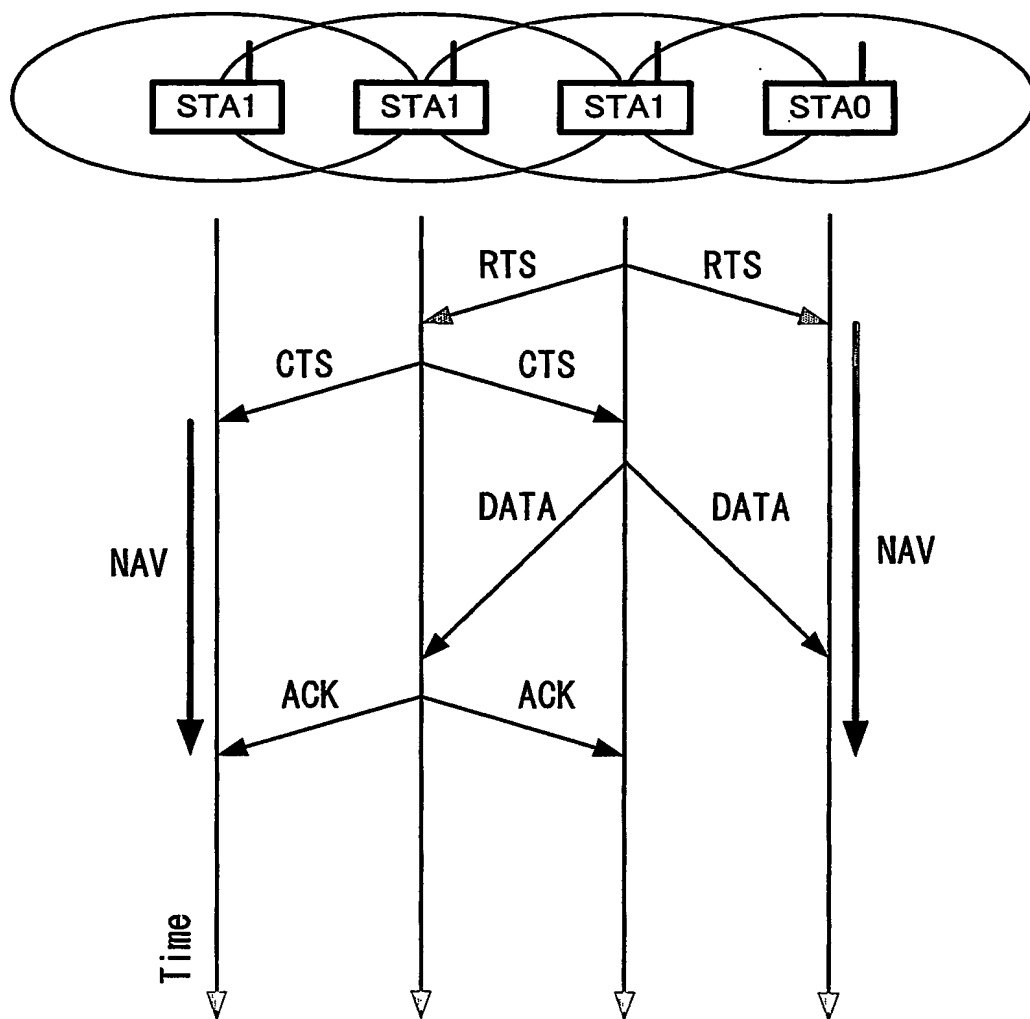 STA1 STA1 STA1 STA0
RTS RTS
CTS CTS
DATA DATA
NAV NAV
ACK ACK
Time